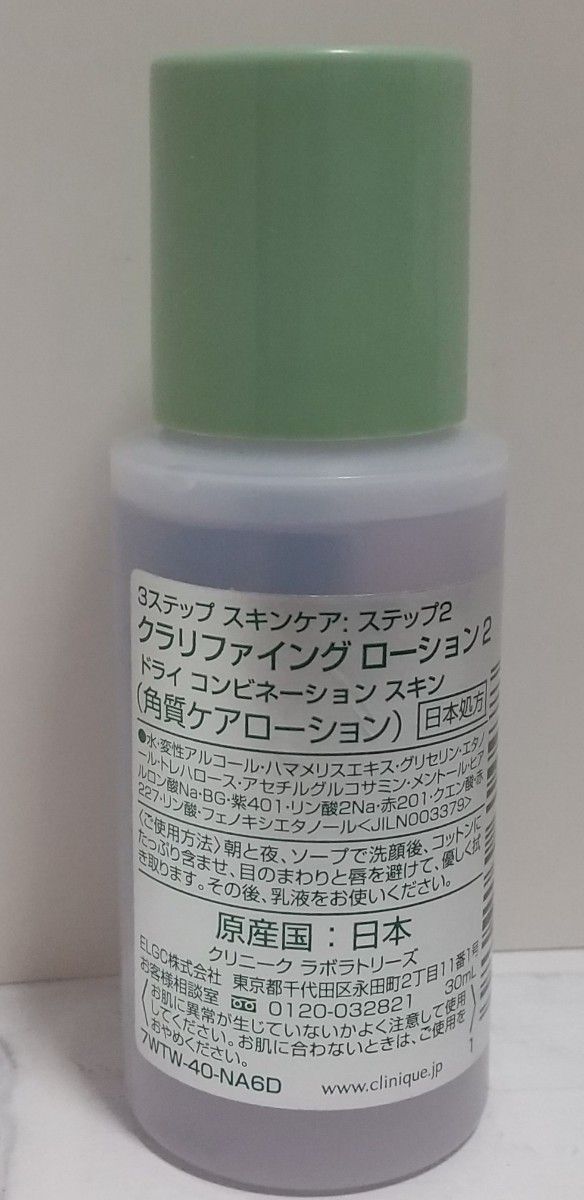 3ステップ スキンケア: ステップ2
クラリファイング ローション 2
ドライ コンビネーション スキン
(角質ケアローション) 日本処方
●水・変性アルコール・ハマメリスエキス・グリセリン・エタノ
ール・トレハロース・アセチルグルコサミン・メントール・ヒア
ルロン酸Na・BG・紫401・リン酸2Na・赤201・クエン酸・赤
227・リン酸・フェノキシエタノール<JILN003379>
〈ご使用方法〉朝と夜、ソープで洗顔後、コットンに
たっぷり含ませ、目のまわりと唇を避けて、優しく拭
き取ります。その後、乳液をお使いください。
原産国:日本
クリニーク ラボラトリーズ
ELGC株式会社 東京都千代田区永田町2丁目11番1号
お客様相談室 0120-032821 30mL
お肌に異常が生じていないかよく注意して使用
してください。お肌に合わないときは、ご使用を
おやめください。
7WTW-40-NA6D www.clinique.jp 1